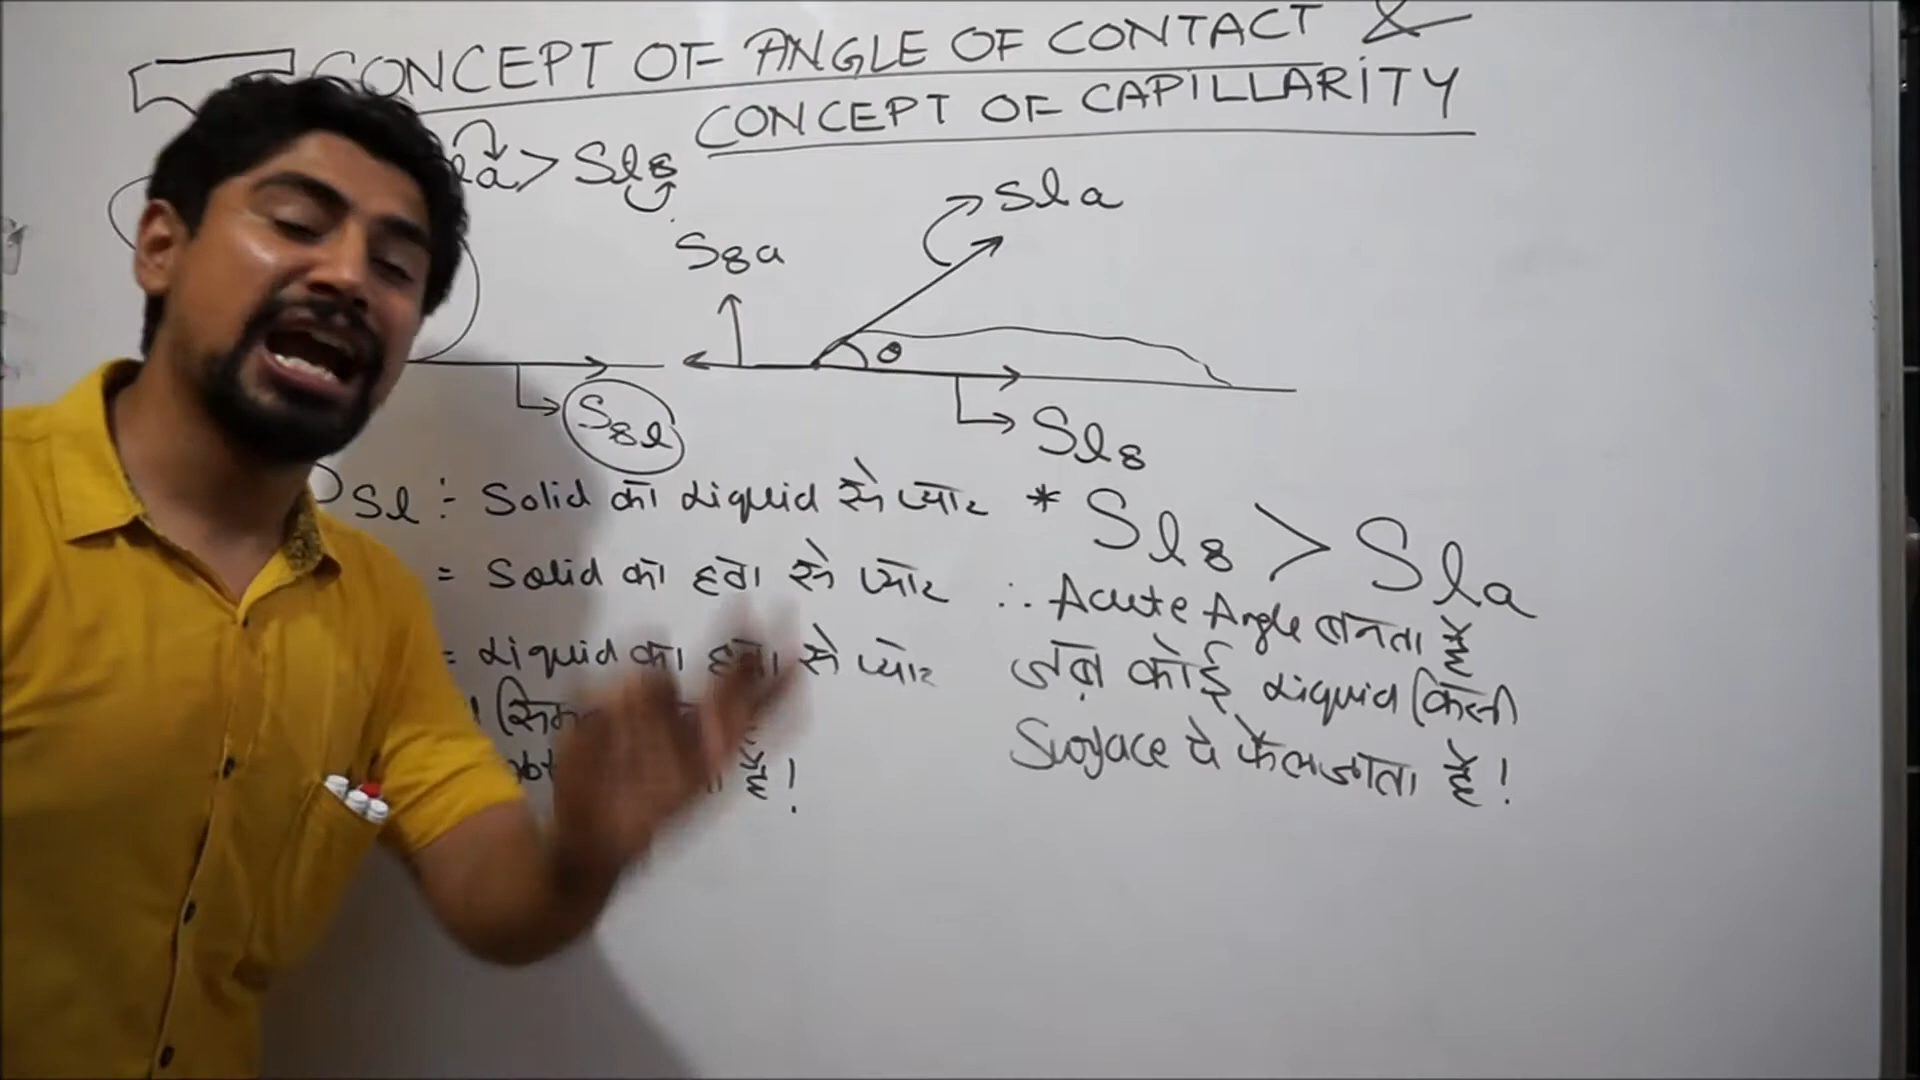 CONCEPT OF ANGLE OF CONTACT &
CONCEPT OF CAPILLARITY
la > Sls
Sla
Ssa
θ
Ssl
Sls
Sl :- Solid का Liquid से प्यार
= Solid का हवा से प्यार
= Liquid का हवा से प्यार
* Sls > Sla
∴ Acute Angle बनता है
जब कोई Liquid किसी
Surface पे फैल जाता है !
है !